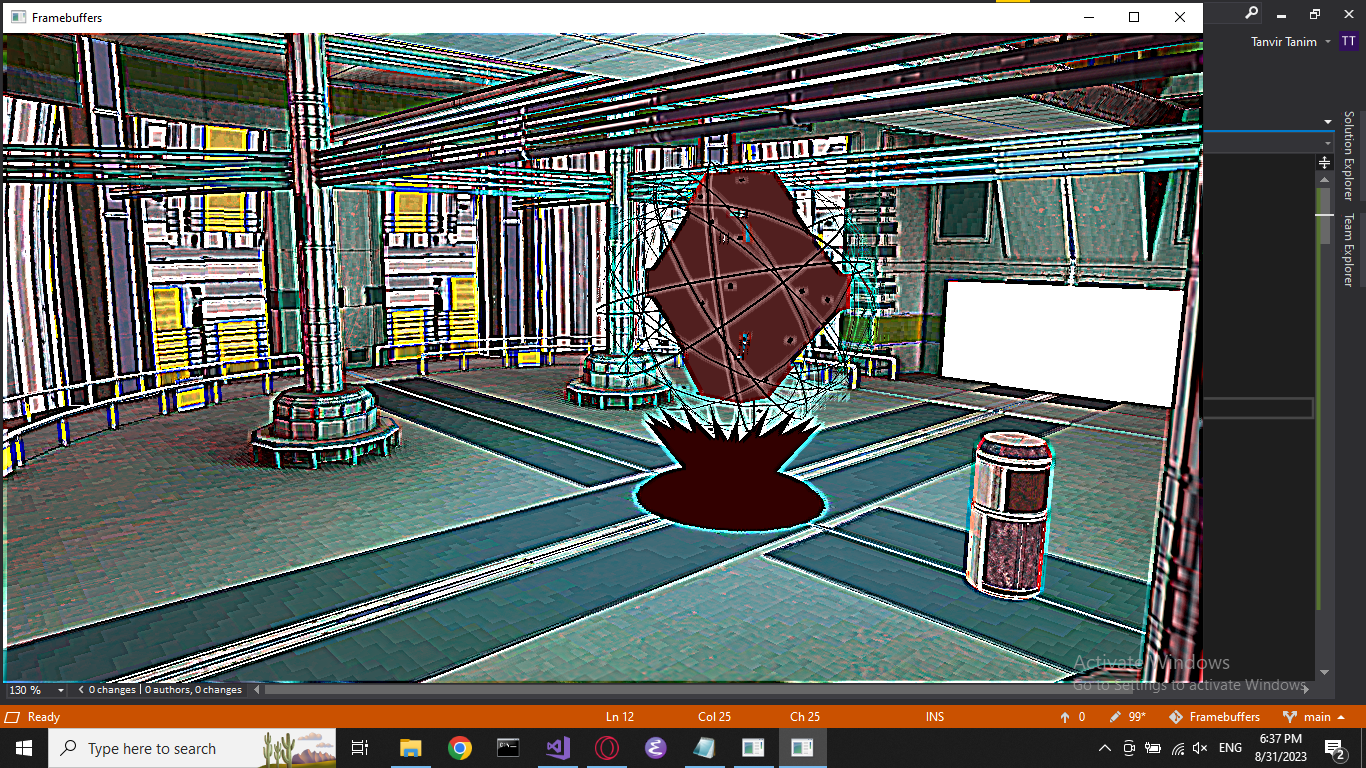 Framebuffers
Tanvir Tanim
TT
Solution Explorer
Team Explorer
Activate Windows
Go to Settings to activate Windows.
130 %
0 changes | 0 authors, 0 changes
Ready
Ln 12
Col 25
Ch 25
INS
0
99*
Framebuffers
main
Type here to search
ENG
6:37 PM
8/31/2023
2